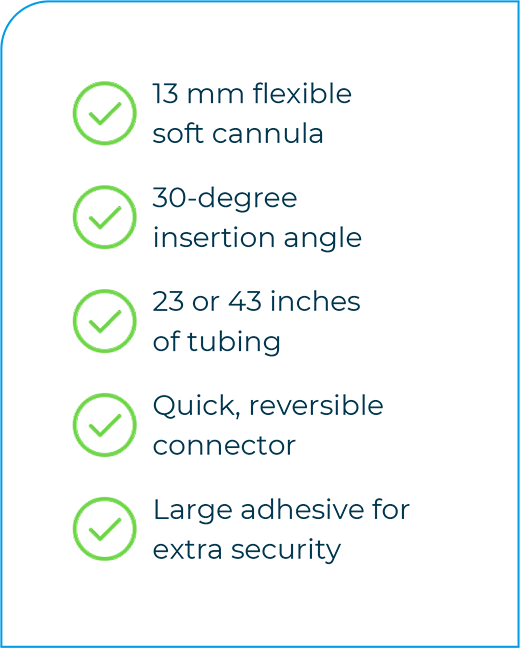 13 mm flexible
soft cannula
30-degree
insertion angle
23 or 43 inches
of tubing
Quick, reversible
connector
Large adhesive for
extra security